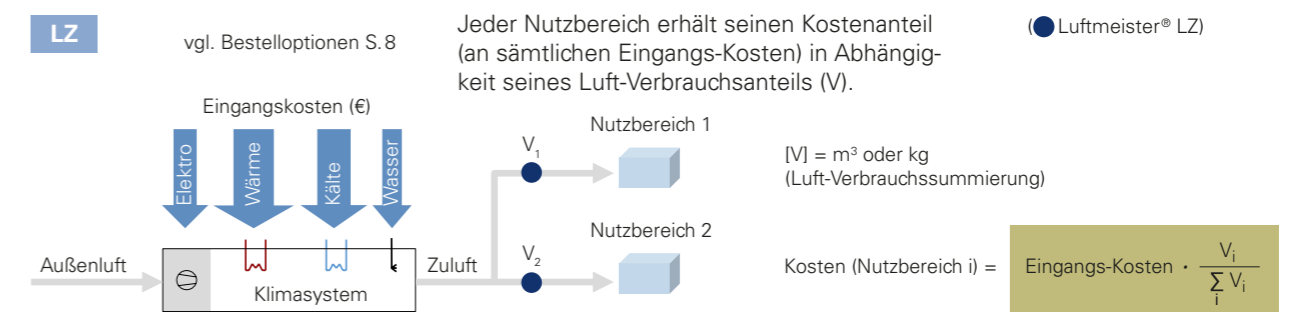 LZ
vgl. Bestelloptionen S. 8
Jeder Nutzbereich erhält seinen Kostenanteil
(an sämtlichen Eingangs-Kosten) in Abhängig-
keit seines Luft-Verbrauchsanteils (V).
(● Luftmeister® LZ)
Eingangskosten (€)
Elektro
Wärme
Kälte
Wasser
Außenluft
Klimasystem
Zuluft
V₁
Nutzbereich 1
V₂
Nutzbereich 2
[V] = m³ oder kg
(Luft-Verbrauchssummierung)
Kosten (Nutzbereich i) = Eingangs-Kosten · Vᵢ / ∑ᵢ Vᵢ